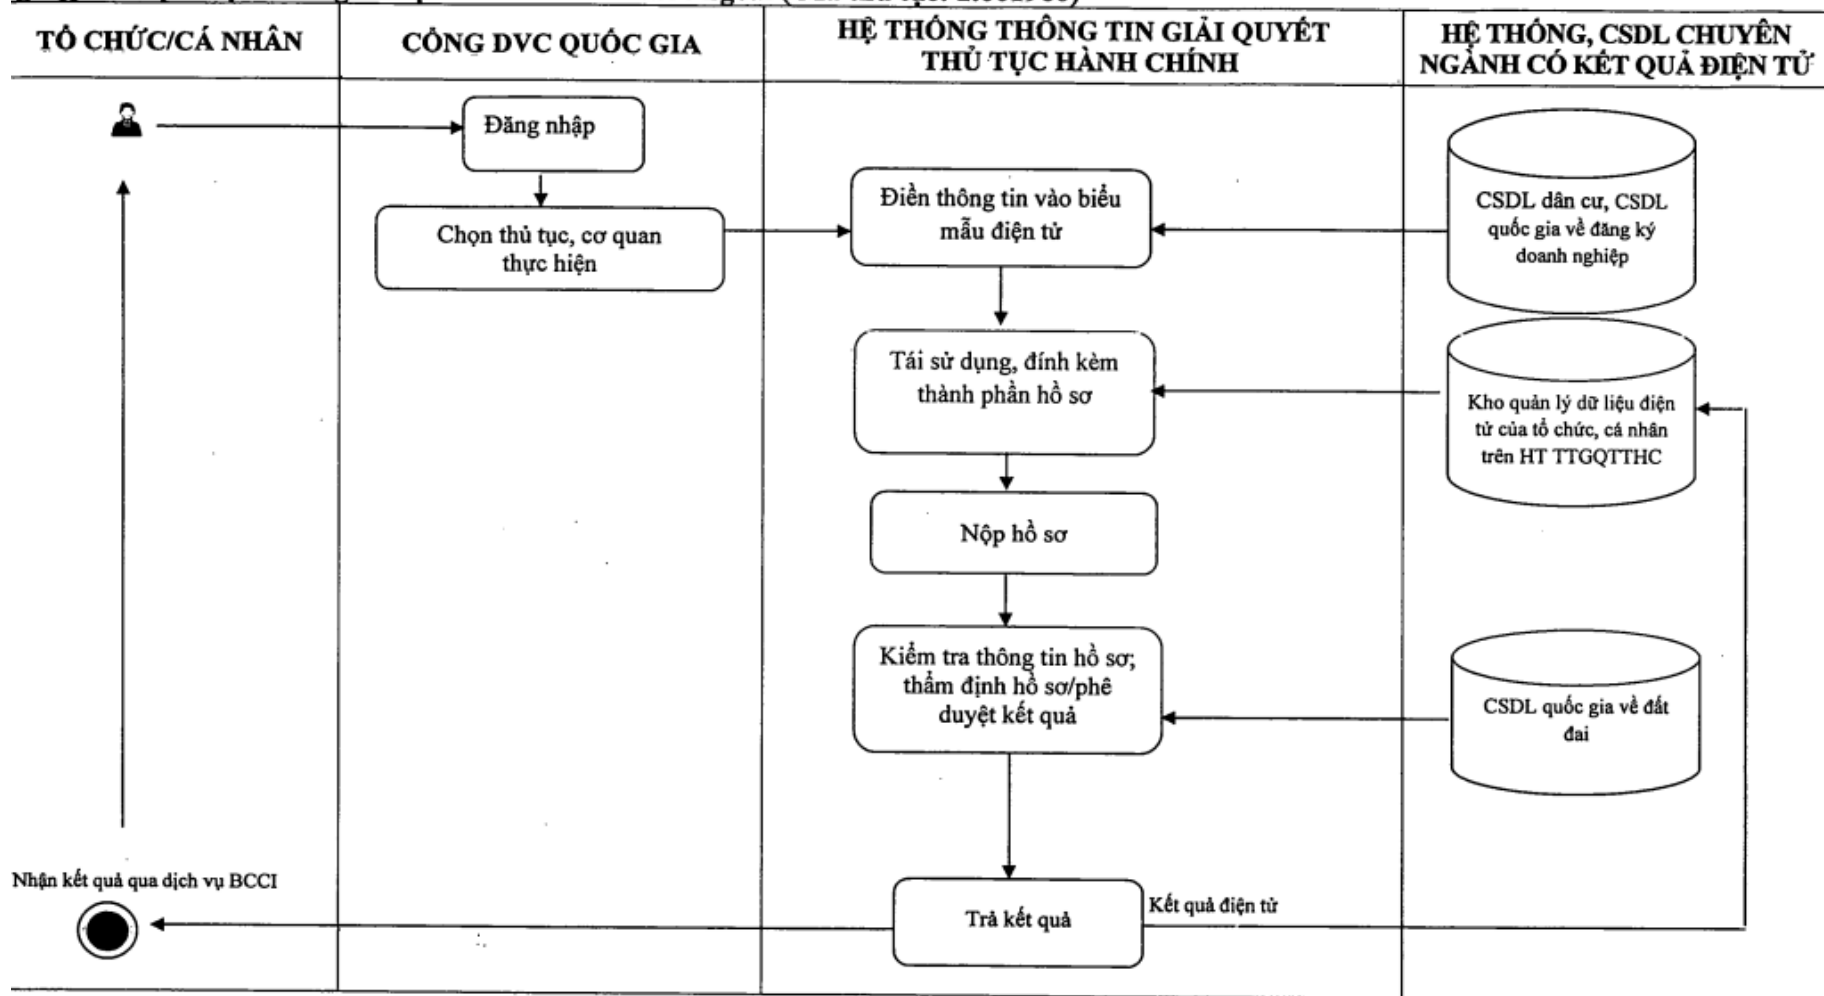 TỔ CHỨC/CÁ NHÂN
CỔNG DVC QUỐC GIA
HỆ THỐNG THÔNG TIN GIẢI QUYẾT
THỦ TỤC HÀNH CHÍNH
HỆ THỐNG, CSDL CHUYÊN
NGÀNH CÓ KẾT QUẢ ĐIỆN TỬ
Đăng nhập
Chọn thủ tục, cơ quan
thực hiện
Điền thông tin vào biểu
mẫu điện tử
CSDL dân cư, CSDL
quốc gia về đăng ký
doanh nghiệp
Tái sử dụng, đính kèm
thành phần hồ sơ
Kho quản lý dữ liệu điện
tử của tổ chức, cá nhân
trên HT TTGQTTHC
Nộp hồ sơ
Kiểm tra thông tin hồ sơ;
thẩm định hồ sơ/phê
duyệt kết quả
CSDL quốc gia về đất
đai
Nhận kết quả qua dịch vụ BCCI
Trả kết quả
Kết quả điện tử